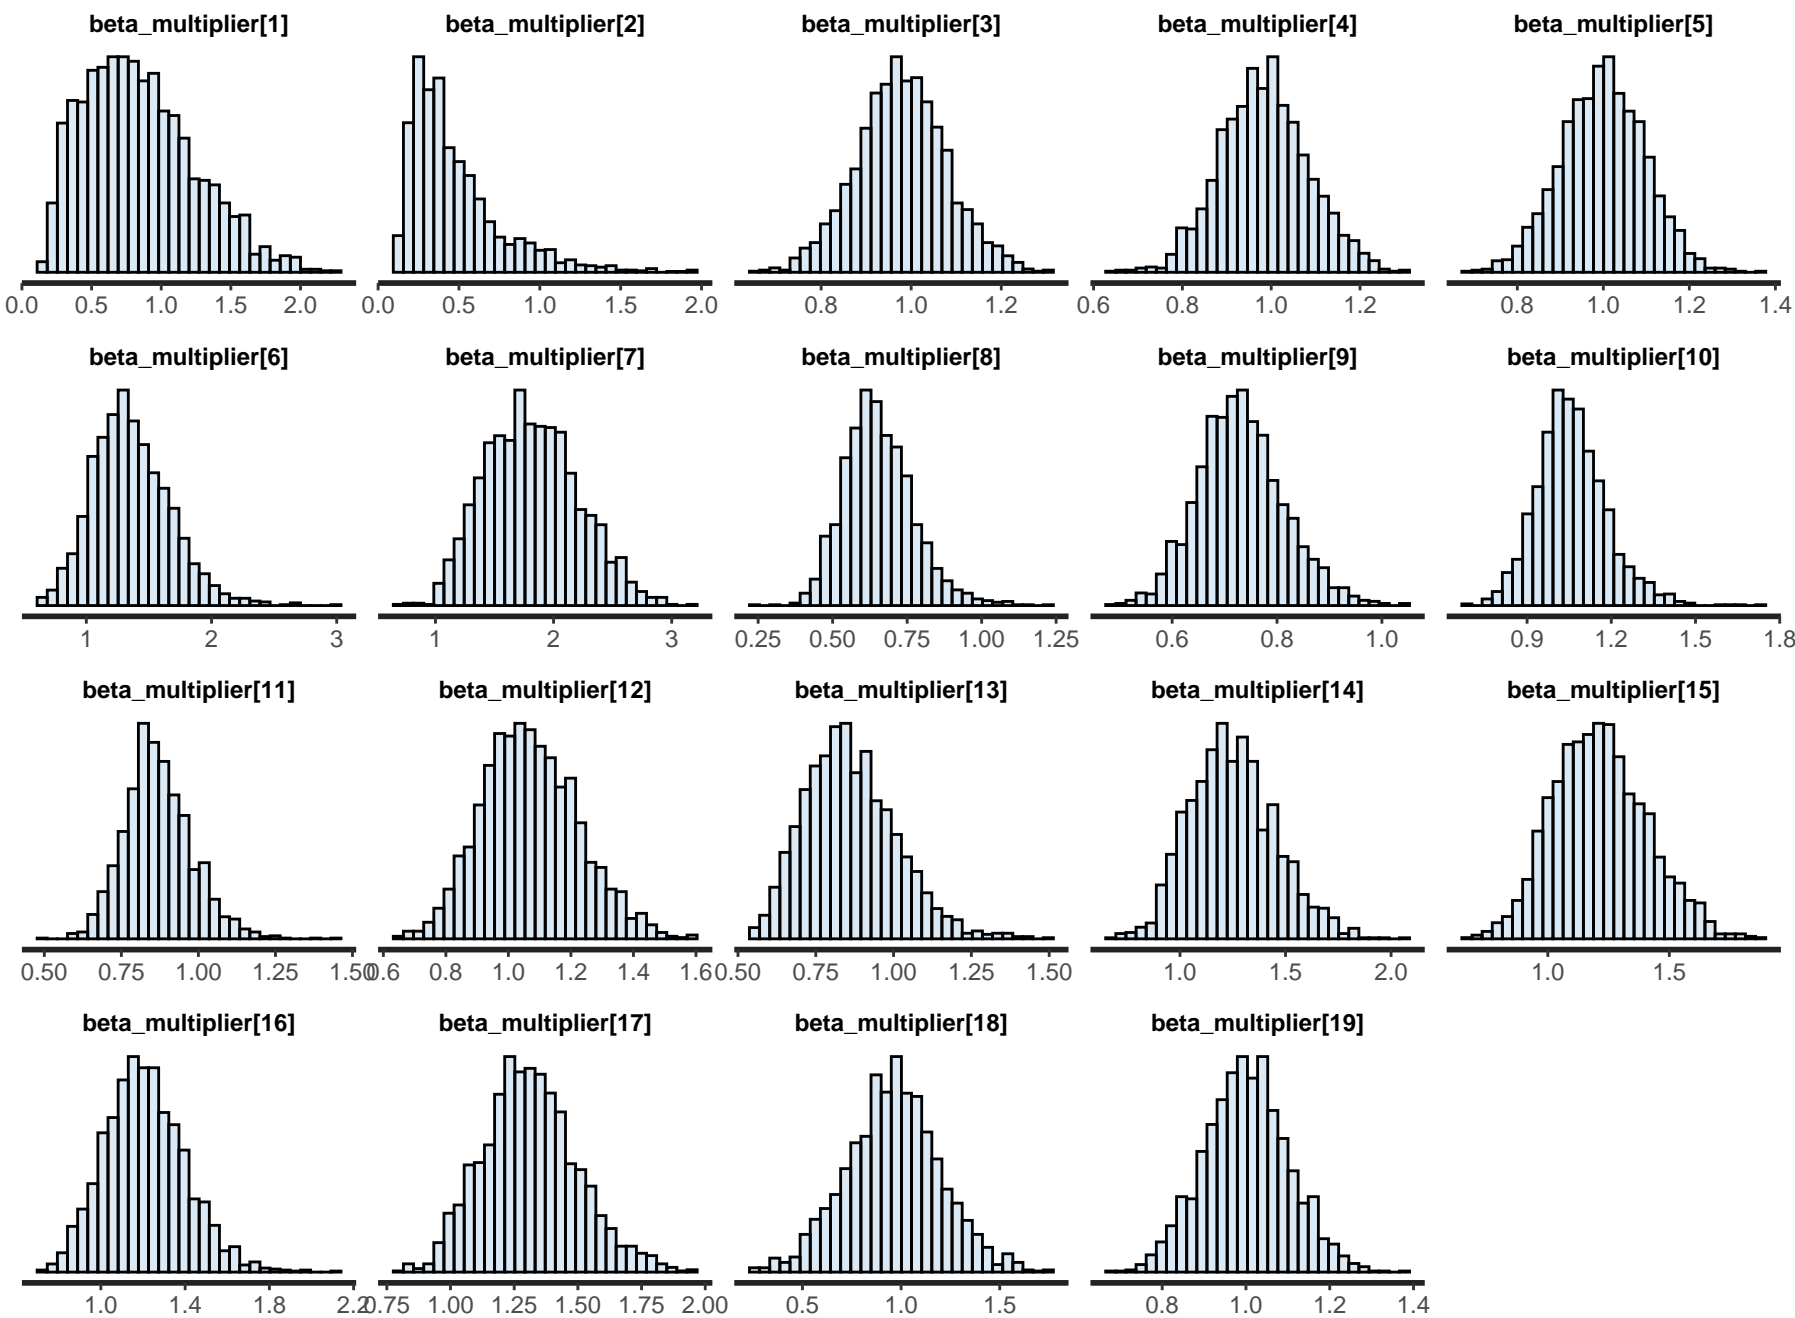 beta_multiplier[1] beta_multiplier[2] beta_multiplier[3] beta_multiplier[4] beta_multiplier[5]
0.0 0.5 1.0 1.5 2.0 0.0 0.5 1.0 1.5 2.0 0.8 1.0 1.2 0.6 0.8 1.0 1.2 0.8 1.0 1.2 1.4
beta_multiplier[6] beta_multiplier[7] beta_multiplier[8] beta_multiplier[9] beta_multiplier[10]
1 2 3 1 2 3 0.25 0.50 0.75 1.00 1.25 0.6 0.8 1.0 0.9 1.2 1.5 1.8
beta_multiplier[11] beta_multiplier[12] beta_multiplier[13] beta_multiplier[14] beta_multiplier[15]
0.50 0.75 1.00 1.25 1.50 0.6 0.8 1.0 1.2 1.4 1.6 0.50 0.75 1.00 1.25 1.50 1.0 1.5 2.0 1.0 1.5
beta_multiplier[16] beta_multiplier[17] beta_multiplier[18] beta_multiplier[19]
1.0 1.4 1.8 2.2 0.75 1.00 1.25 1.50 1.75 2.00 0.5 1.0 1.5 0.8 1.0 1.2 1.4